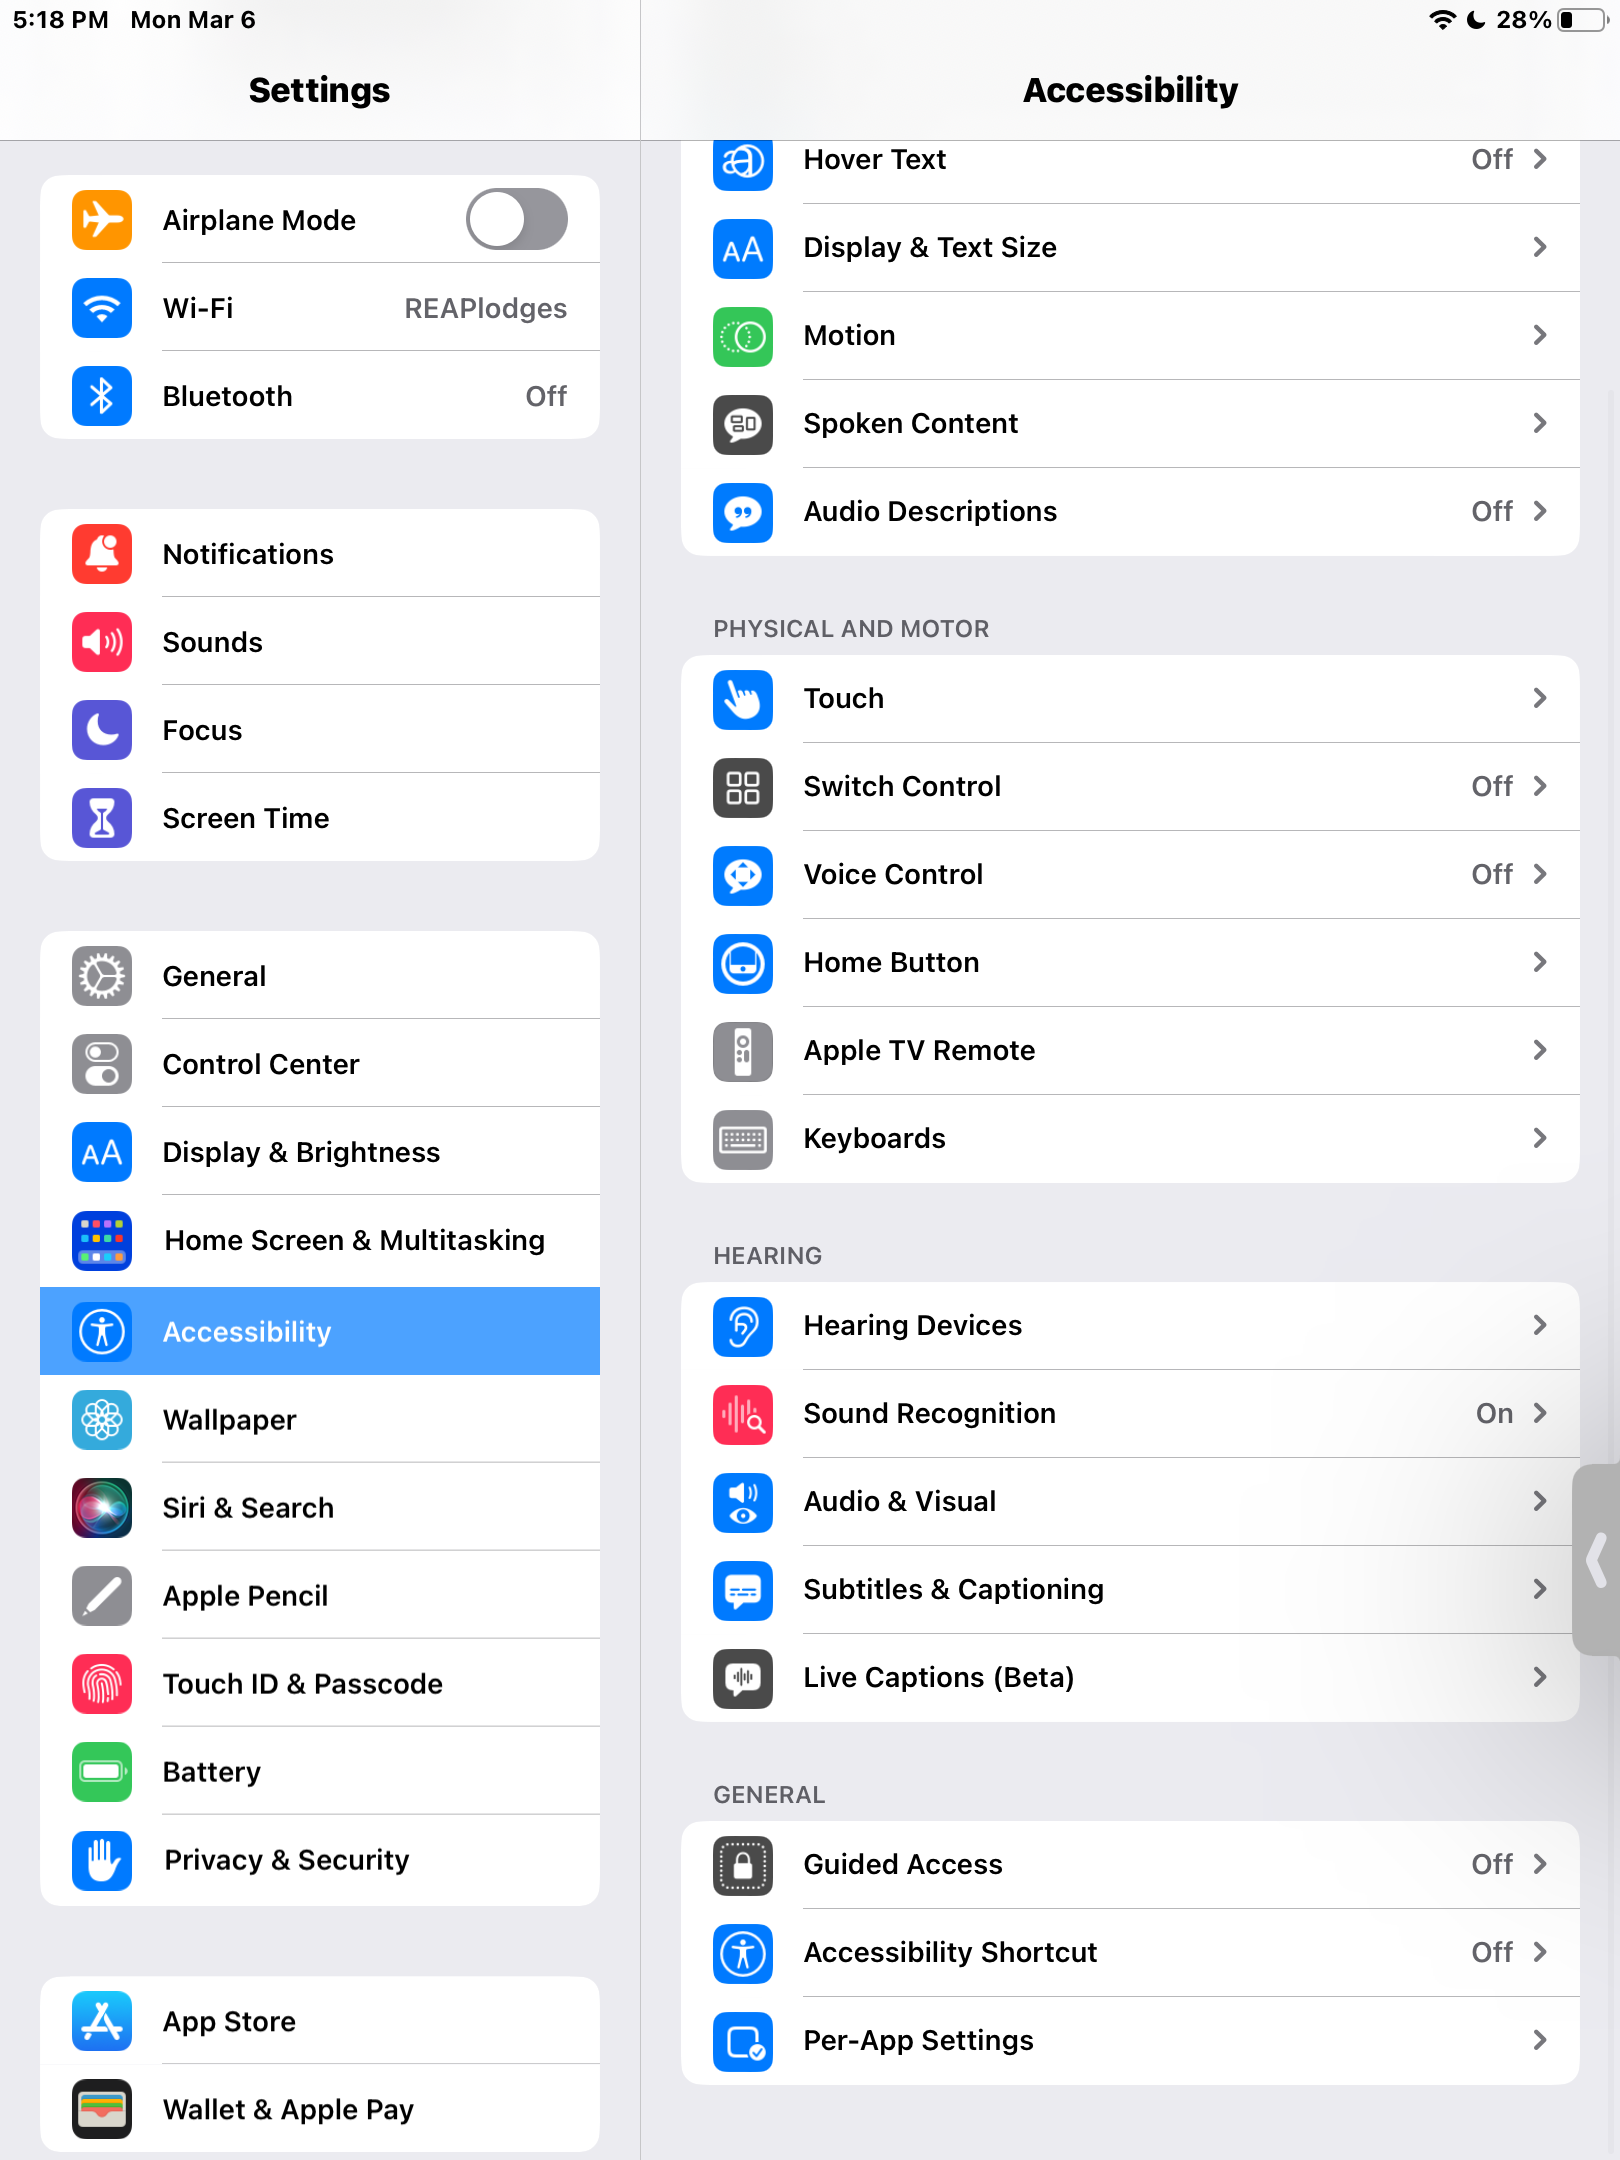 5:18 PM Mon Mar 6
28%
Settings
Airplane Mode
Wi-Fi REAPlodges
Bluetooth Off
Notifications
Sounds
Focus
Screen Time
General
Control Center
AA Display & Brightness
Home Screen & Multitasking
Accessibility
Wallpaper
Siri & Search
Apple Pencil
Touch ID & Passcode
Battery
Privacy & Security
App Store
Wallet & Apple Pay
Accessibility
Hover Text Off
AA Display & Text Size
Motion
Spoken Content
Audio Descriptions Off
PHYSICAL AND MOTOR
Touch
Switch Control Off
Voice Control Off
Home Button
Apple TV Remote
Keyboards
HEARING
Hearing Devices
Sound Recognition On
Audio & Visual
Subtitles & Captioning
Live Captions (Beta)
GENERAL
Guided Access Off
Accessibility Shortcut Off
Per-App Settings